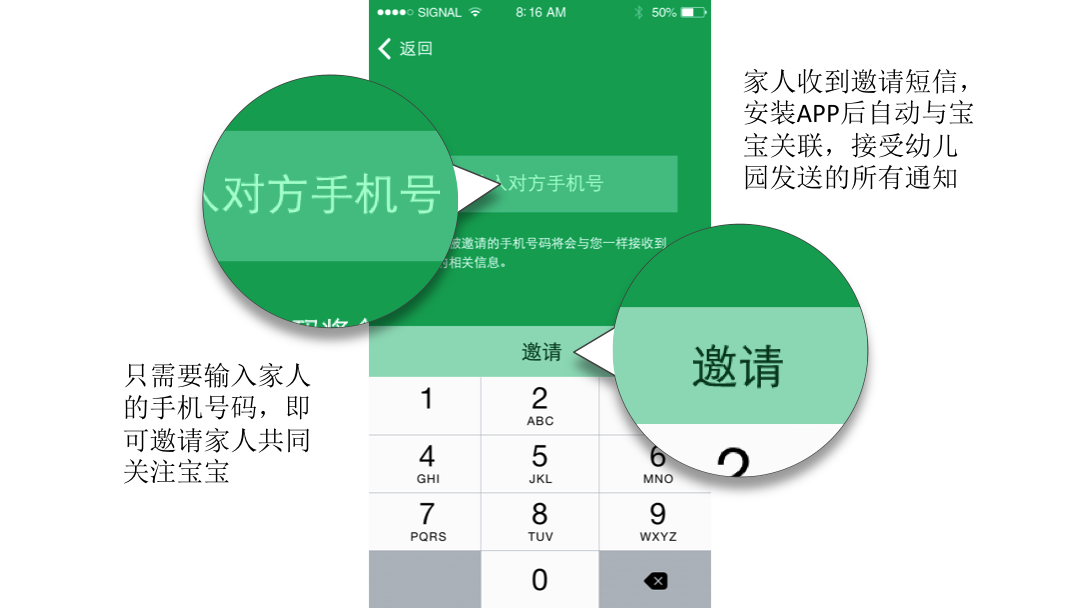 SIGNAL 8:16 AM 50%
返回
家人收到邀请短信，
安装APP后自动与宝
宝关联，接受幼儿
园发送的所有通知
对方手机号
对方手机号
被邀请的手机号码将会与您一样接收到
的相关信息。
码将
邀请
邀请
只需要输入家人
的手机号码，即
可邀请家人共同
关注宝宝
1 2
ABC
2
4 5 6
GHI JKL MNO
7 8 9
PQRS TUV WXYZ
0